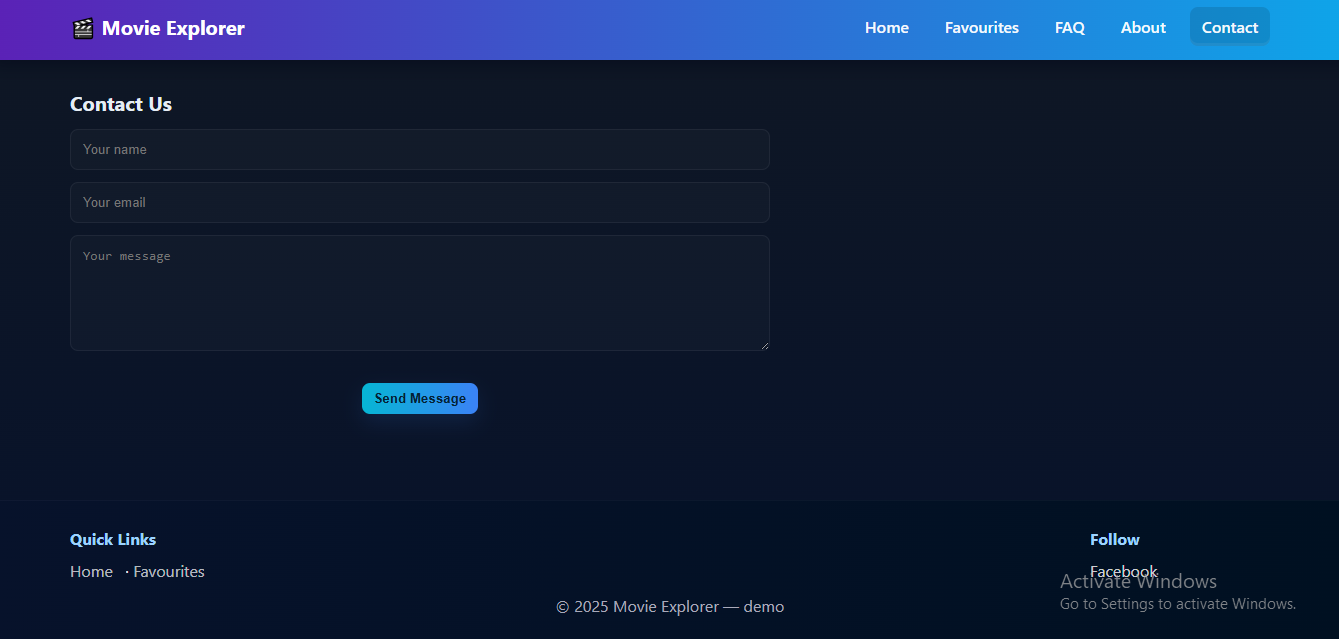 🎬 Movie Explorer Home Favourites FAQ About Contact
Contact Us
Your name
Your email
Your message
Send Message
Quick Links
Home · Favourites
Follow
Facebook
© 2025 Movie Explorer — demo
Activate Windows
Go to Settings to activate Windows.